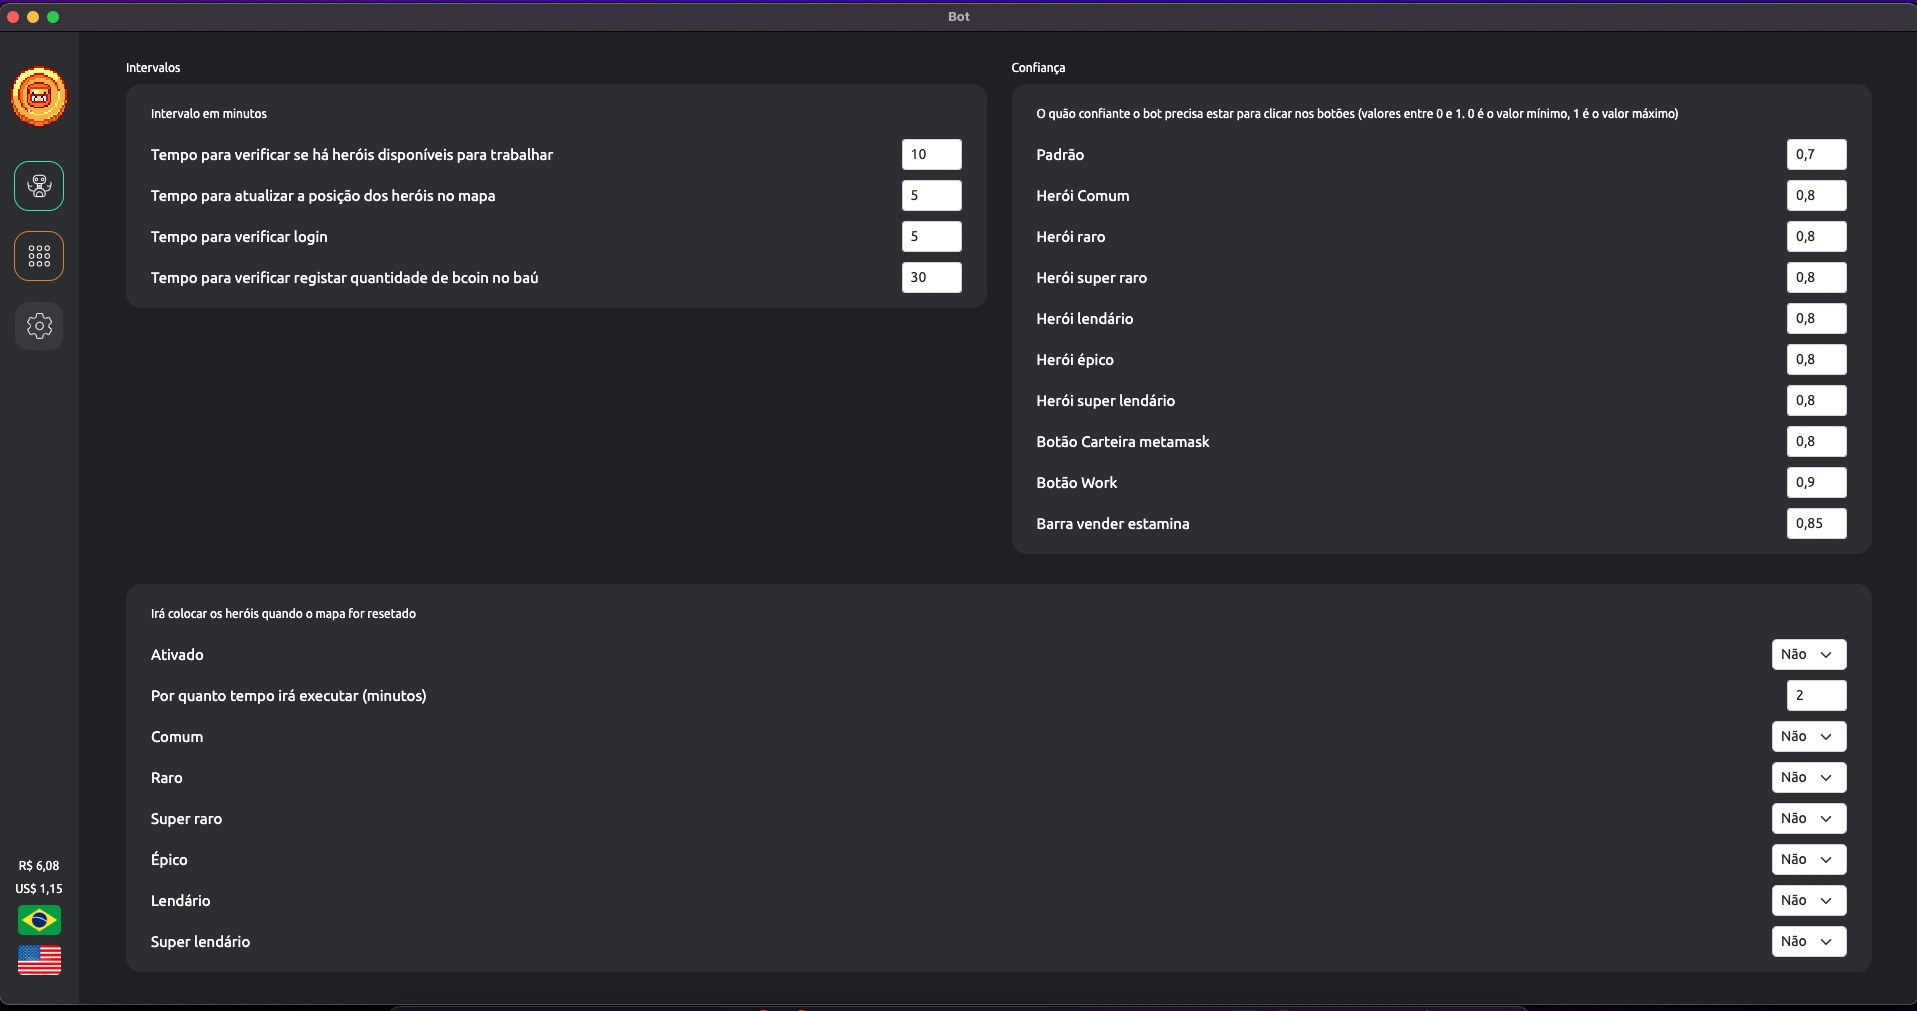 Bot
Intervalos
Intervalo em minutos
Tempo para verificar se há heróis disponíveis para trabalhar 10
Tempo para atualizar a posição dos heróis no mapa 5
Tempo para verificar login 5
Tempo para verificar registar quantidade de bcoin no baú 30
Confiança
O quão confiante o bot precisa estar para clicar nos botões (valores entre 0 e 1. 0 é o valor mínimo, 1 é o valor máximo)
Padrão 0,7
Herói Comum 0,8
Herói raro 0,8
Herói super raro 0,8
Herói lendário 0,8
Herói épico 0,8
Herói super lendário 0,8
Botão Carteira metamask 0,8
Botão Work 0,9
Barra vender estamina 0,85
Irá colocar os heróis quando o mapa for resetado
Ativado Não
Por quanto tempo irá executar (minutos) 2
Comum Não
Raro Não
Super raro Não
Épico Não
Lendário Não
Super lendário Não
R$ 6,08
US$ 1,15